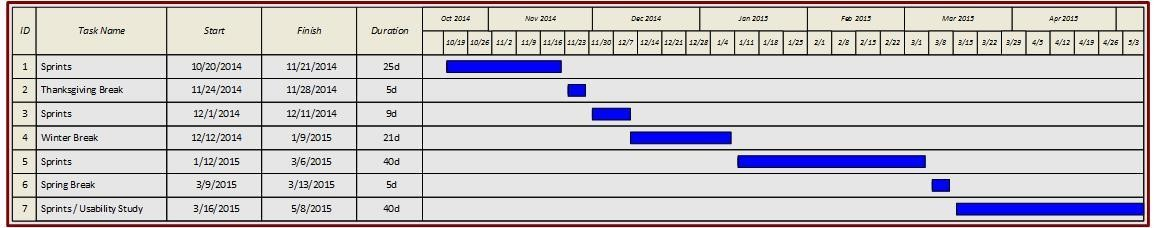 ID Task Name Start Finish Duration Oct 2014 Nov 2014 Dec 2014 Jan 2015 Feb 2015 Mar 2015 Apr 2015
10/19 10/26 11/2 11/9 11/16 11/23 11/30 12/7 12/14 12/21 12/28 1/4 1/11 1/18 1/25 2/1 2/8 2/15 2/22 3/1 3/8 3/15 3/22 3/29 4/5 4/12 4/19 4/26 5/3
1 Sprints 10/20/2014 11/21/2014 25d
2 Thanksgiving Break 11/24/2014 11/28/2014 5d
3 Sprints 12/1/2014 12/11/2014 9d
4 Winter Break 12/12/2014 1/9/2015 21d
5 Sprints 1/12/2015 3/6/2015 40d
6 Spring Break 3/9/2015 3/13/2015 5d
7 Sprints / Usability Study 3/16/2015 5/8/2015 40d